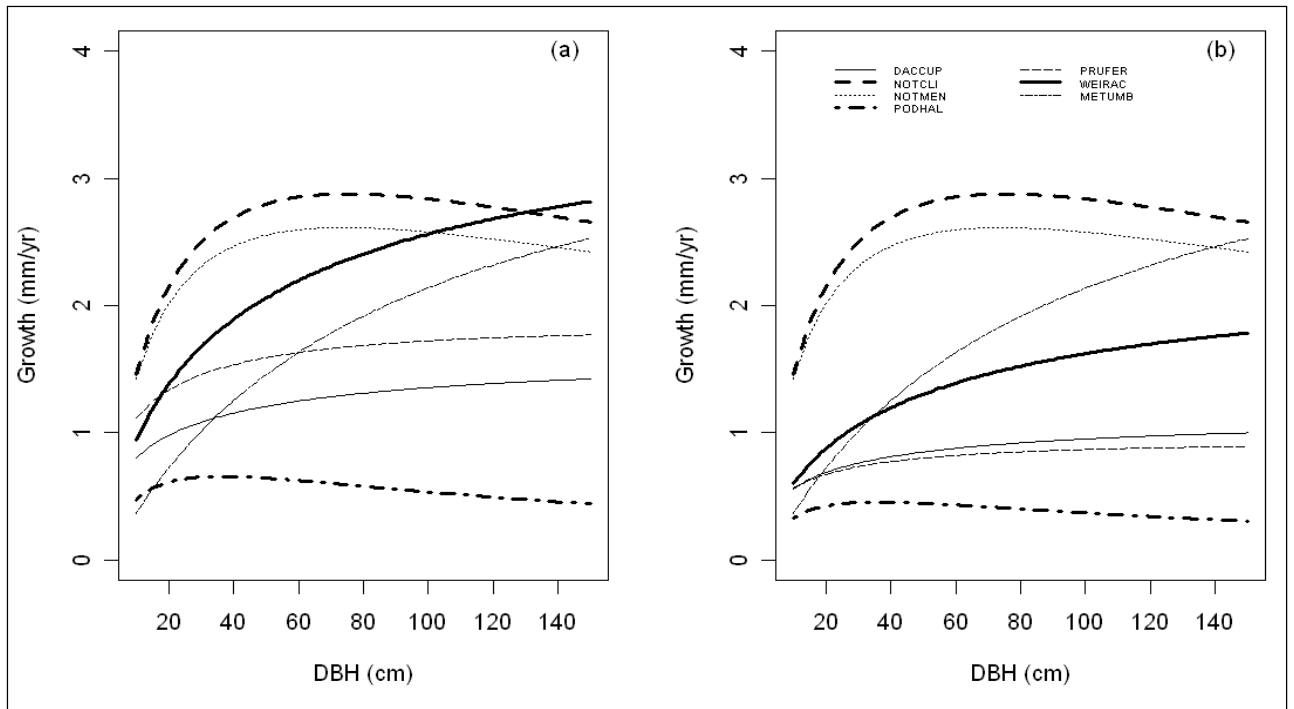 (a)
Growth (mm/yr)
4
3
2
1
0
20 40 60 80 100 120 140
DBH (cm)
(b)
DACCUP
NOTCLI
NOTMEN
PODHAL
PRUFER
WEIRAC
METUMB
Growth (mm/yr)
4
3
2
1
0
20 40 60 80 100 120 140
DBH (cm)